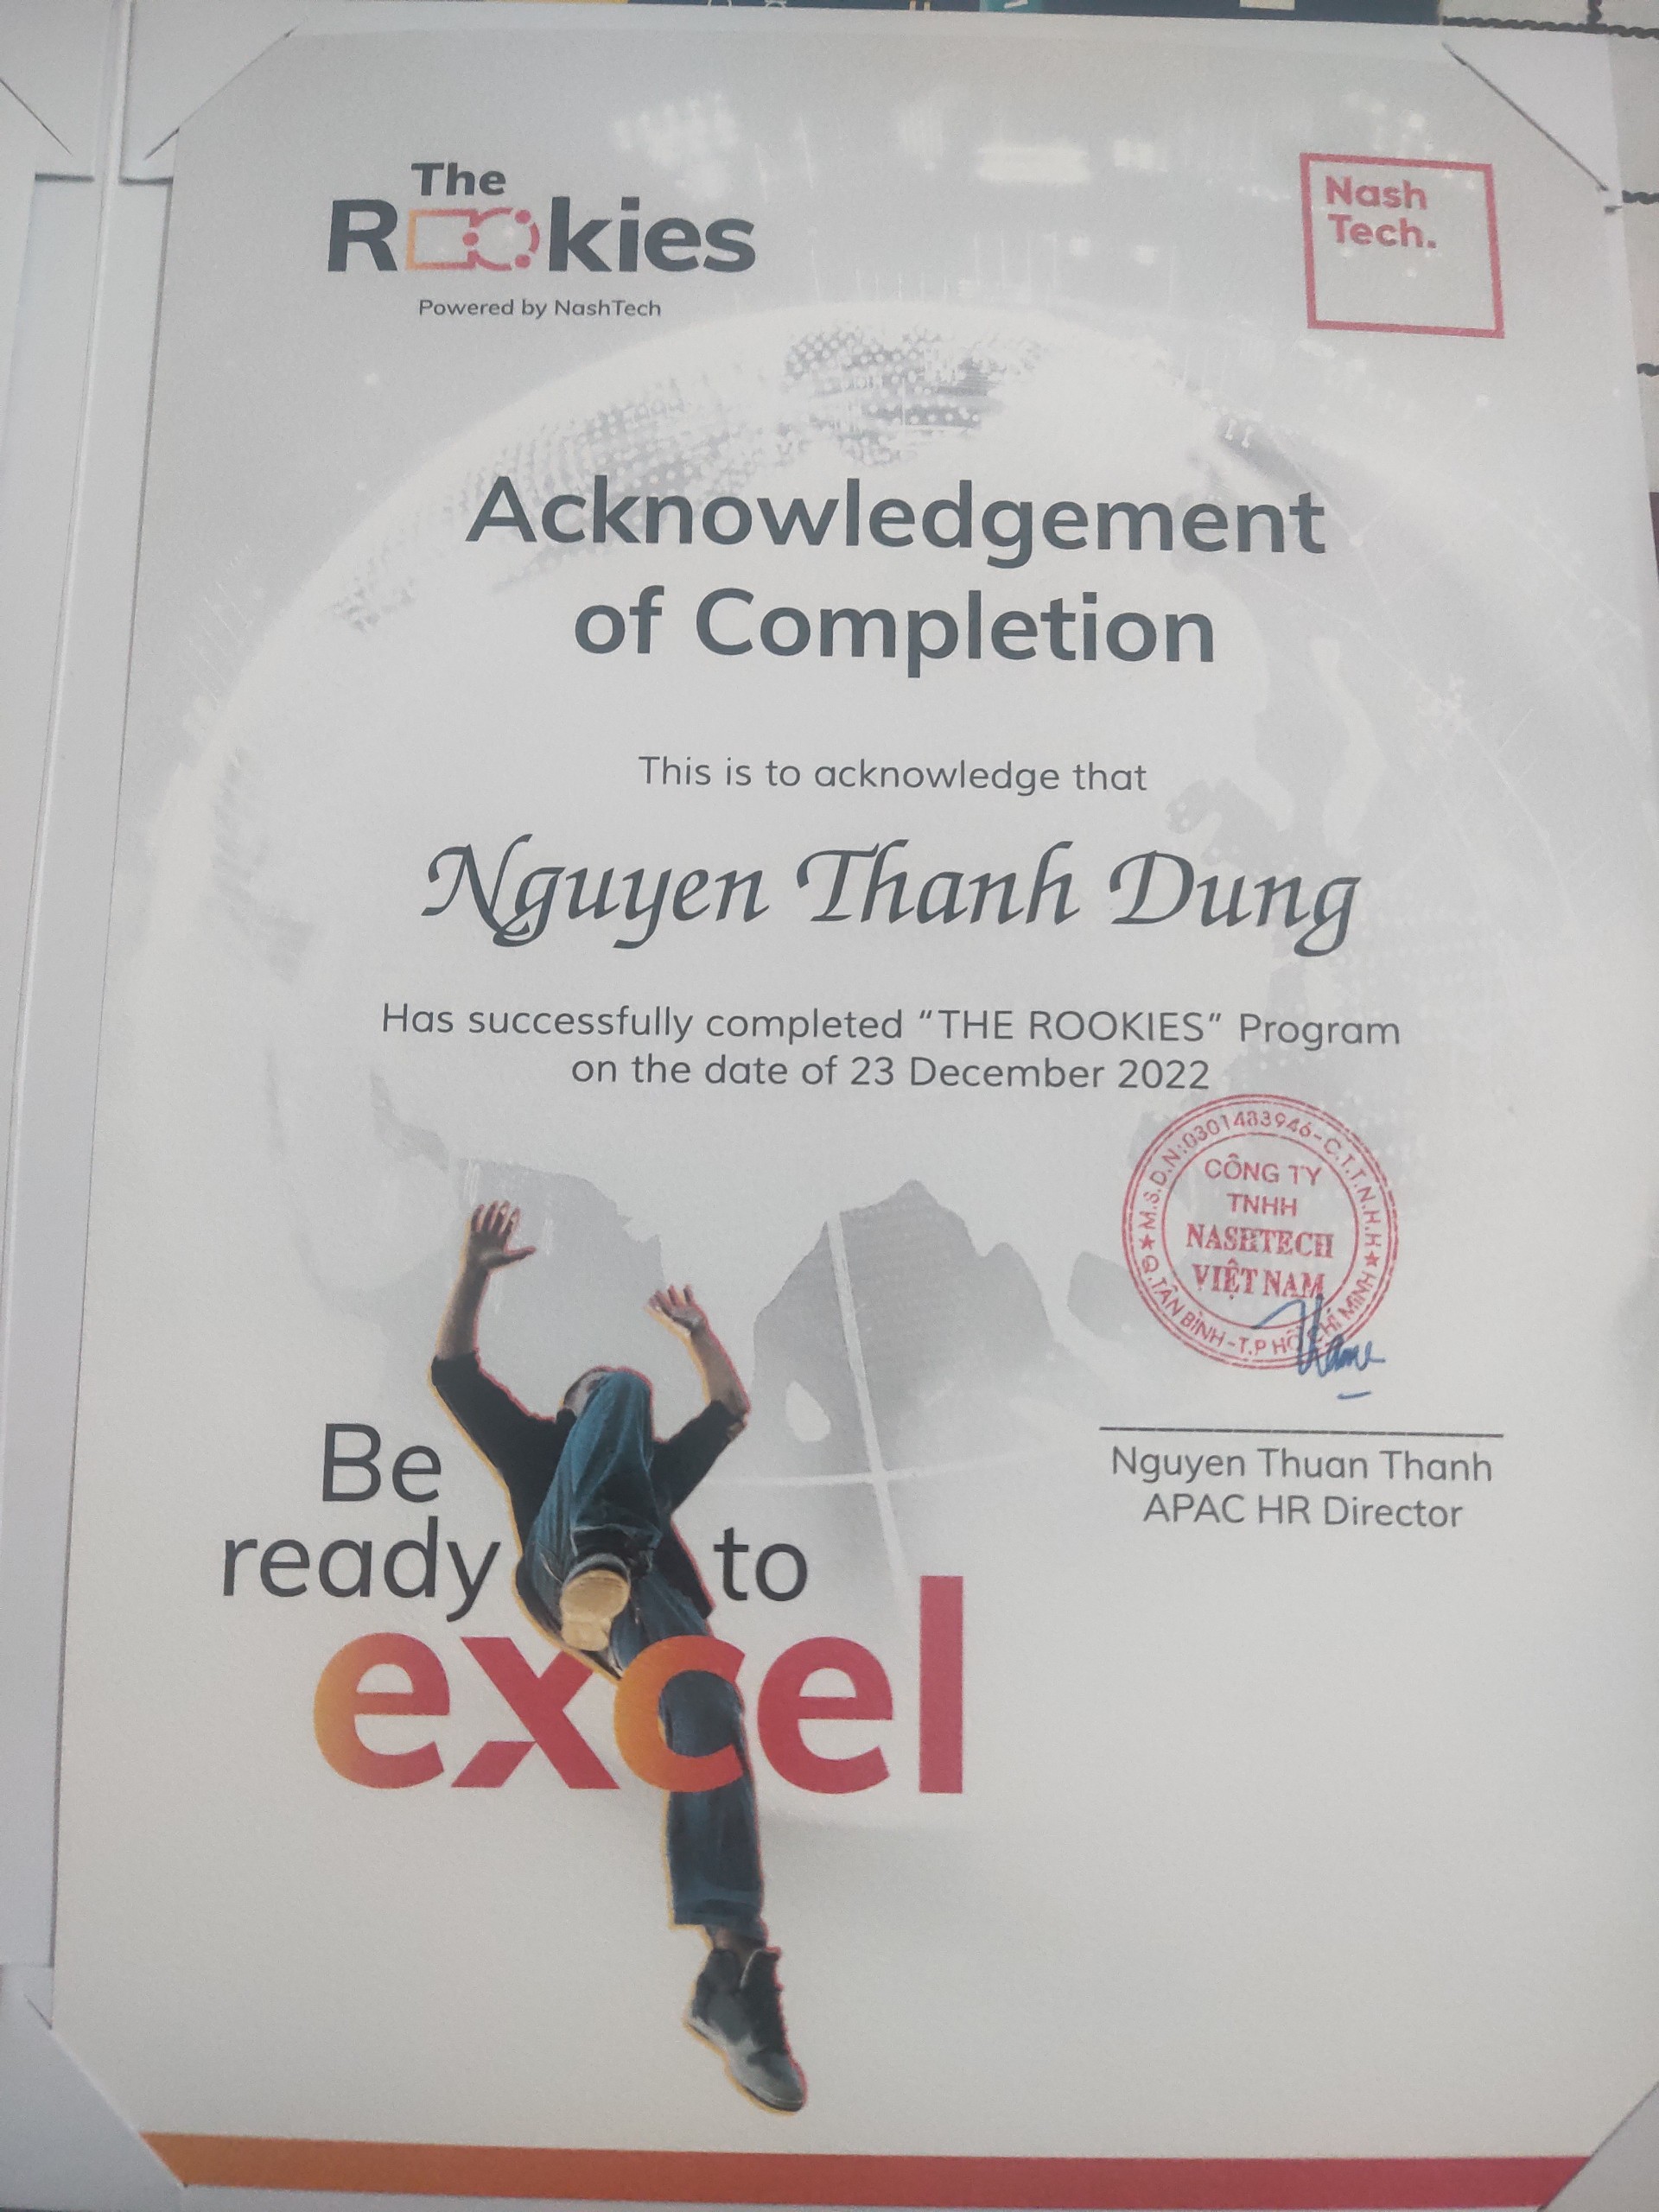 The
Rookies
Powered by NashTech
Nash
Tech.
Acknowledgement
of Completion
This is to acknowledge that
Nguyen Thanh Dung
Has successfully completed “THE ROOKIES” Program
on the date of 23 December 2022
M.S.D.N:0301483946-C.T.T.N.H.H
CÔNG TY
TNHH
NASHTECH
VIỆT NAM
Q.TÂN BÌNH-T.P HỒ CHÍ MINH
Nguyen Thuan Thanh
APAC HR Director
Be
ready to
excel